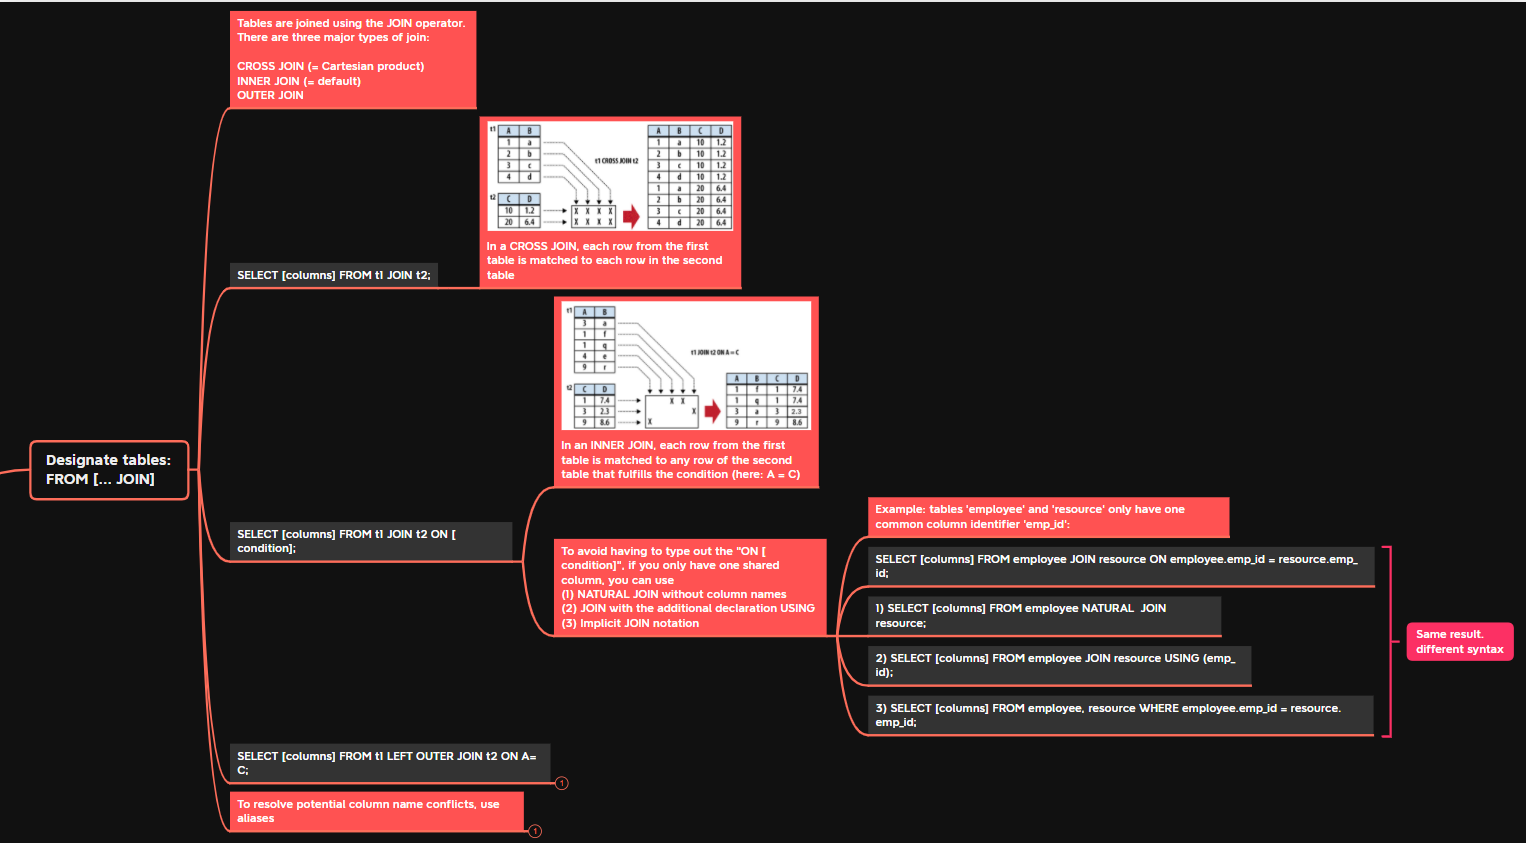 Tables are joined using the JOIN operator.
There are three major types of join:
CROSS JOIN (= Cartesian product)
INNER JOIN (= default)
OUTER JOIN
t1
A B
1 a
2 b
3 c
4 d
t2
C D
10 1.2
20 6.4
t1 CROSS JOIN t2
X X X X
X X X X
A B C D
1 a 10 1.2
2 b 10 1.2
3 c 10 1.2
4 d 10 1.2
1 a 20 6.4
2 b 20 6.4
3 c 20 6.4
4 d 20 6.4
In a CROSS JOIN, each row from the first
table is matched to each row in the second
table
SELECT [columns] FROM t1 JOIN t2;
t1
A B
3 a
1 f
1 q
4 e
9 r
t2
C D
1 7.4
3 2.3
9 8.6
t1 JOIN t2 ON A = C
X X
X
X
A B C D
1 f 1 7.4
1 q 1 7.4
3 a 3 2.3
9 r 9 8.6
In an INNER JOIN, each row from the first
table is matched to any row of the second
table that fulfills the condition (here: A = C)
Designate tables:
FROM [... JOIN]
SELECT [columns] FROM t1 JOIN t2 ON [
condition];
To avoid having to type out the "ON [
condition]", if you only have one shared
column, you can use
(1) NATURAL JOIN without column names
(2) JOIN with the additional declaration USING
(3) Implicit JOIN notation
Example: tables 'employee' and 'resource' only have one
common column identifier 'emp_id':
SELECT [columns] FROM employee JOIN resource ON employee.emp_id = resource.emp_
id;
1) SELECT [columns] FROM employee NATURAL  JOIN
resource;
2) SELECT [columns] FROM employee JOIN resource USING (emp_
id);
3) SELECT [columns] FROM employee, resource WHERE employee.emp_id = resource.
emp_id;
Same result.
different syntax
SELECT [columns] FROM t1 LEFT OUTER JOIN t2 ON A=
C;
1
To resolve potential column name conflicts, use
aliases
1